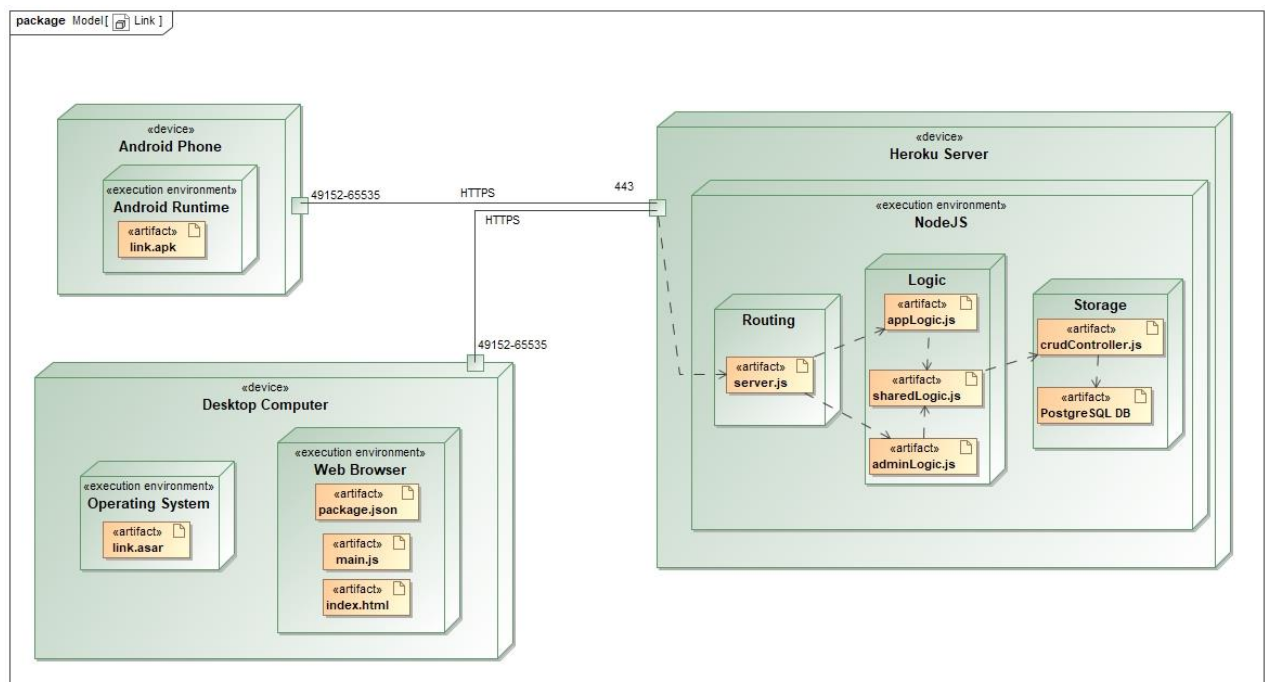 package Model[ Link ]
«device»
Android Phone
«execution environment»
Android Runtime
«artifact»
link.apk
49152-65535
HTTPS
443
HTTPS
49152-65535
«device»
Desktop Computer
«execution environment»
Operating System
«artifact»
link.asar
«execution environment»
Web Browser
«artifact»
package.json
«artifact»
main.js
«artifact»
index.html
«device»
Heroku Server
«execution environment»
NodeJS
Routing
«artifact»
server.js
Logic
«artifact»
appLogic.js
«artifact»
sharedLogic.js
«artifact»
adminLogic.js
Storage
«artifact»
crudController.js
«artifact»
PostgreSQL DB